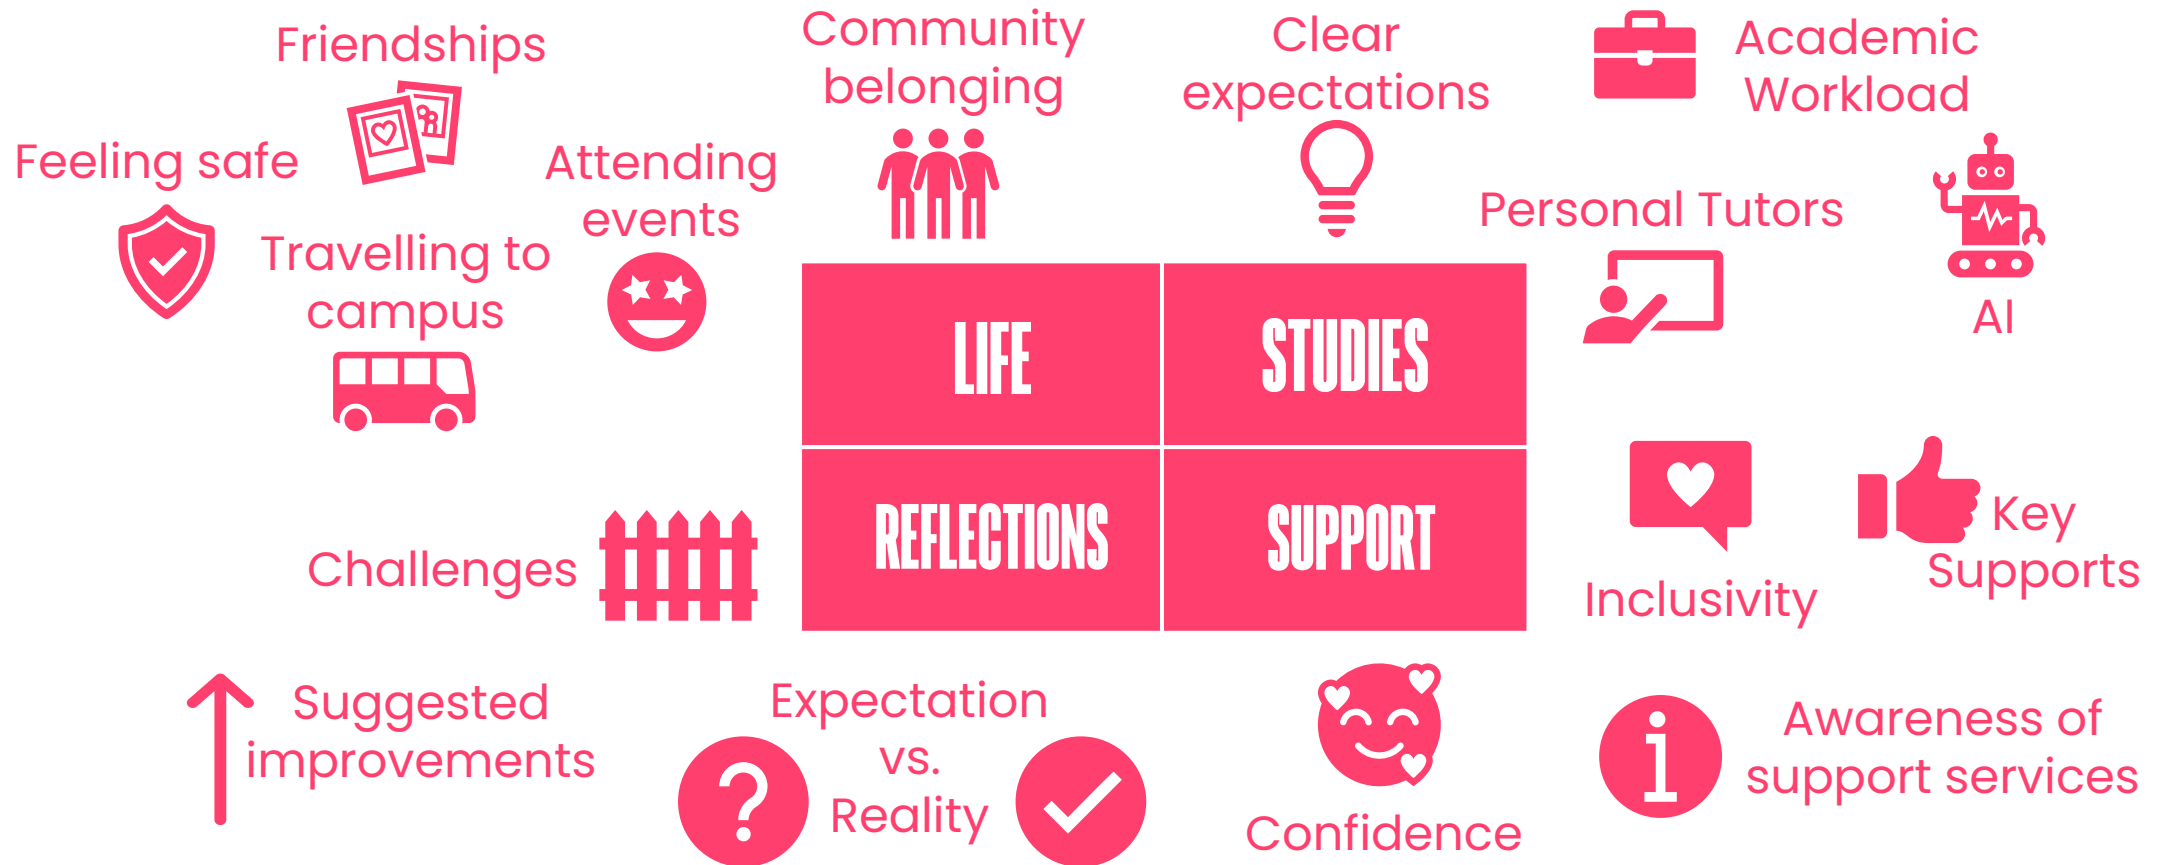 Friendships
Feeling safe
Travelling to
campus
Attending
events
Community
belonging
Clear
expectations
Academic
Workload
Personal Tutors
AI
LIFE
STUDIES
REFLECTIONS
SUPPORT
Challenges
Suggested
improvements
Expectation
vs.
Reality
?
Confidence
Inclusivity
Key
Supports
i
Awareness of
support services